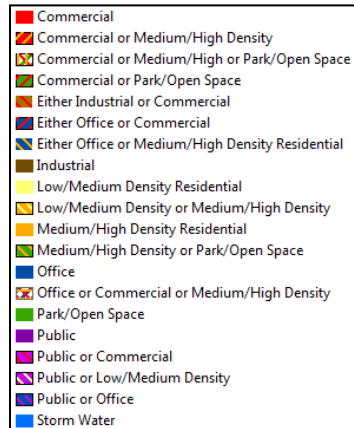 Commercial
Commercial or Medium/High Density
Commercial or Medium/High or Park/Open Space
Commercial or Park/Open Space
Either Industrial or Commercial
Either Office or Commercial
Either Office or Medium/High Density Residential
Industrial
Low/Medium Density Residential
Low/Medium Density or Medium/High Density
Medium/High Density Residential
Medium/High Density or Park/Open Space
Office
Office or Commercial or Medium/High Density
Park/Open Space
Public
Public or Commercial
Public or Low/Medium Density
Public or Office
Storm Water